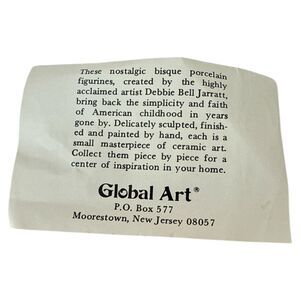 These nostalgic bisque porcelain
figurines, created by the highly
acclaimed artist Debbie Bell Jarratt,
bring back the simplicity and faith
of American childhood in years
gone by. Delicately sculpted, finish-
ed and painted by hand, each is a
small masterpiece of ceramic art.
Collect them piece by piece for a
center of inspiration in your home.
Global Art®
P.O. Box 577
Moorestown, New Jersey 08057